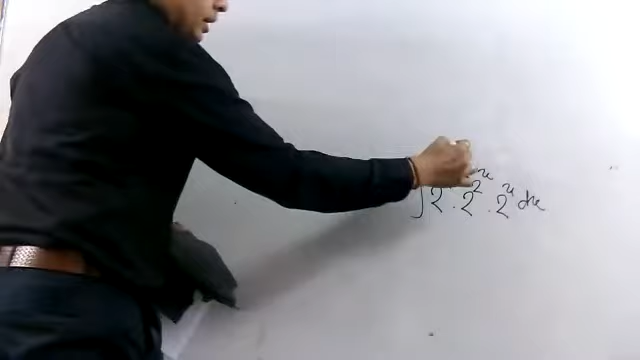 ∫ 2 · 2^{2^x} · 2^x dx